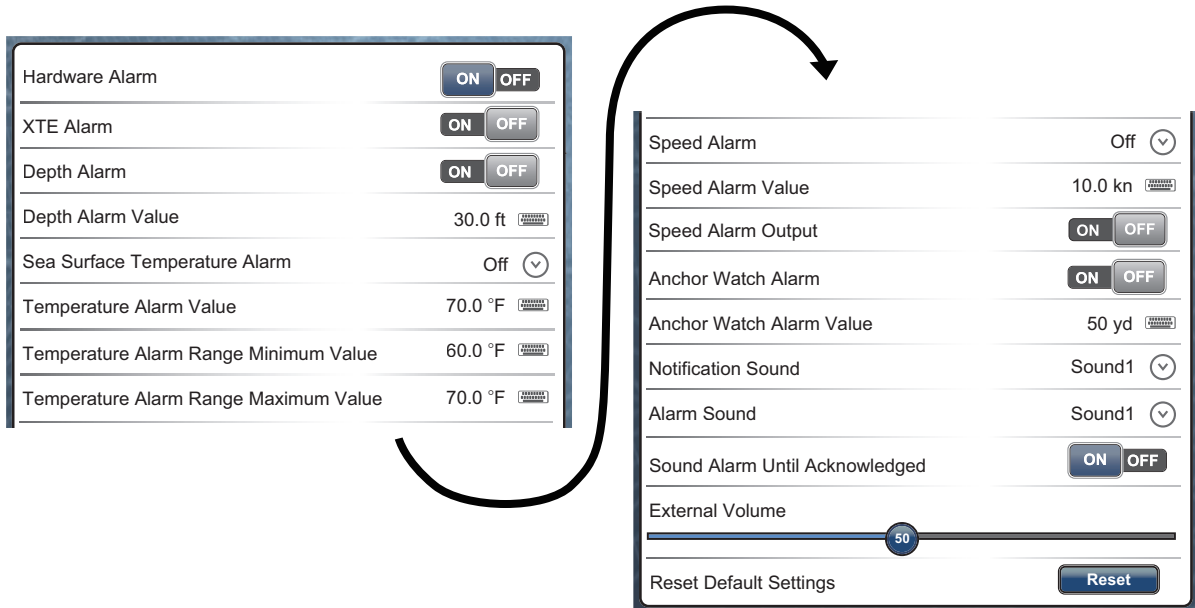 Hardware Alarm ON OFF
XTE Alarm ON OFF
Depth Alarm ON OFF
Depth Alarm Value 30.0 ft
Sea Surface Temperature Alarm Off
Temperature Alarm Value 70.0 °F
Temperature Alarm Range Minimum Value 60.0 °F
Temperature Alarm Range Maximum Value 70.0 °F
Speed Alarm Off
Speed Alarm Value 10.0 kn
Speed Alarm Output ON OFF
Anchor Watch Alarm ON OFF
Anchor Watch Alarm Value 50 yd
Notification Sound Sound1
Alarm Sound Sound1
Sound Alarm Until Acknowledged ON OFF
External Volume
50
Reset Default Settings Reset